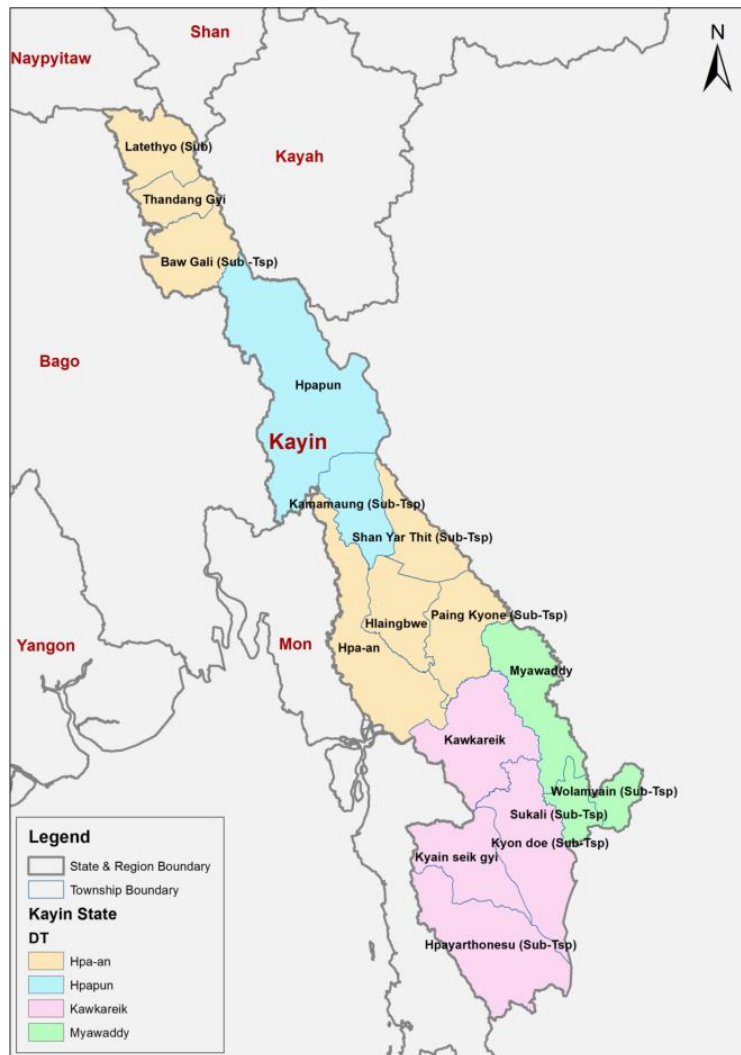 N
Shan
Naypyitaw
Latethyo (Sub)
Kayah
Thandang Gyi
Baw Gali (Sub -Tsp)
Bago
Hpapun
Kayin
Kamamaung (Sub-Tsp)
Shan Yar Thit (Sub-Tsp)
Paing Kyone (Sub-Tsp)
Hlaingbwe
Yangon
Mon
Hpa-an
Myawaddy
Kawkareik
Wolamyain (Sub-Tsp)
Sukali (Sub-Tsp)
Kyon doe (Sub-Tsp)
Kyain seik gyi
Hpayarthonesu (Sub-Tsp)
Legend
State & Region Boundary
Township Boundary
Kayin State
DT
Hpa-an
Hpapun
Kawkareik
Myawaddy